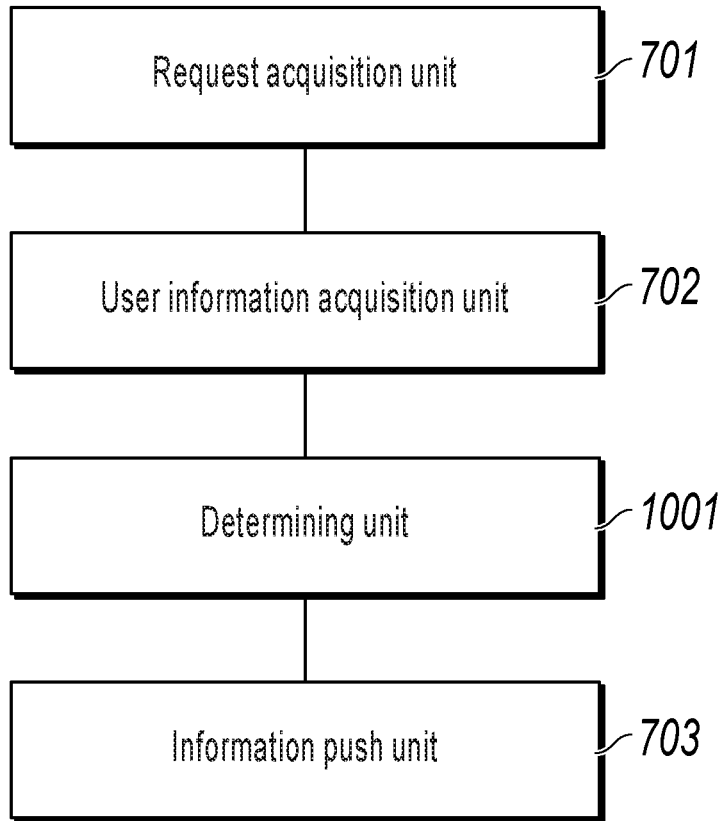 Request acquisition unit
701
User information acquisition unit
702
Determining unit
1001
Information push unit
703